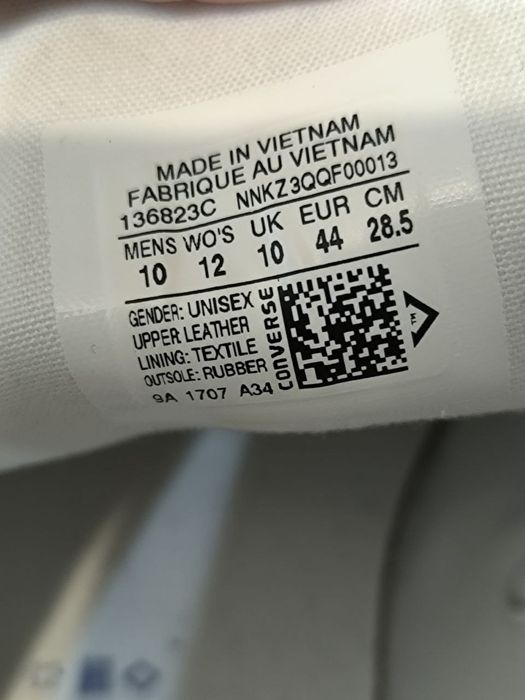 MADE IN VIETNAM
FABRIQUE AU VIETNAM
136823C NNKZ3QQF00013
MENS WO'S UK EUR CM
10 12 10 44 28.5
GENDER: UNISEX
UPPER LEATHER
LINING: TEXTILE
OUTSOLE: RUBBER
9A 1707 A34
CONVERSE
TM